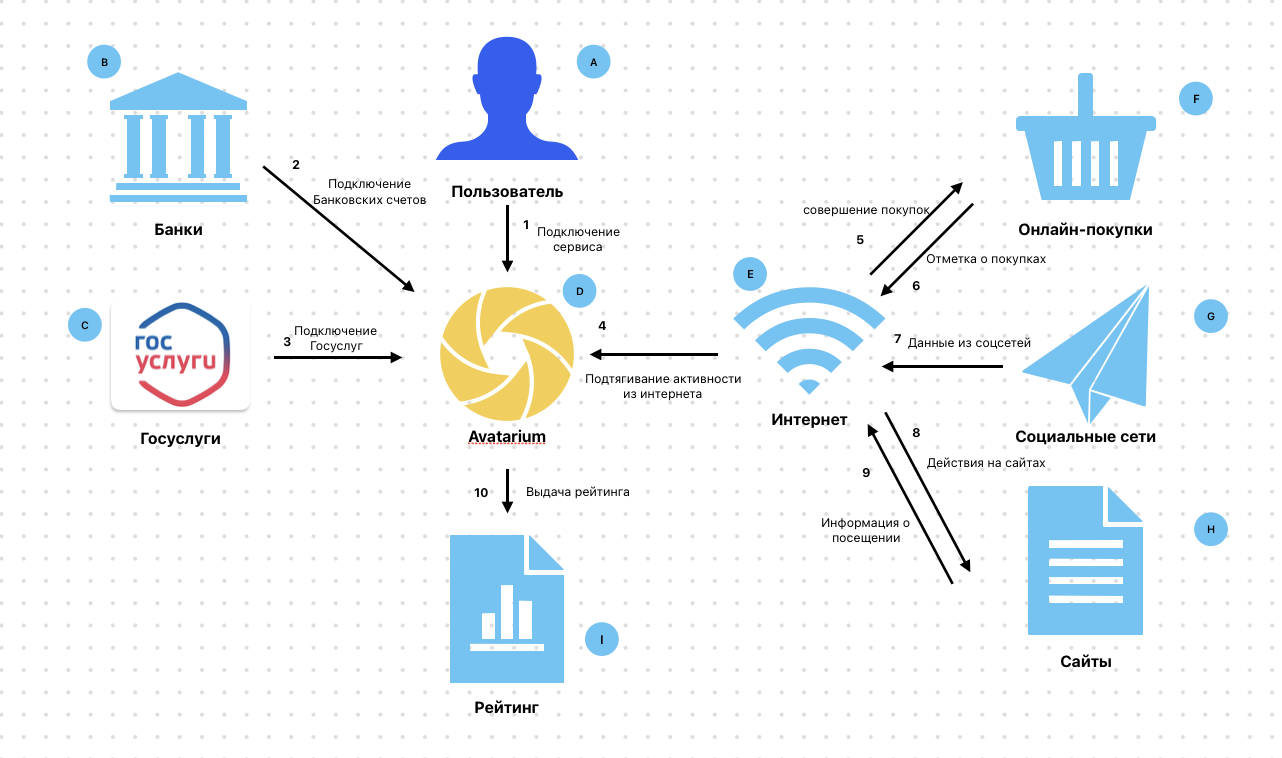 B
A
F
2
Подключение
Банковских счетов
Пользователь
Банки
1
Подключение
сервиса
совершение покупок
5
Онлайн-покупки
Отметка о покупках
6
E
D
C
гос
услуги
3
Подключение
Госуслуг
4
Подтягивание активности
из интернета
7
Данные из соцсетей
G
Госуслуги
Avatarium
Интернет
Социальные сети
8
Действия на сайтах
9
Информация о
посещении
H
10
Выдача рейтинга
I
Сайты
Рейтинг